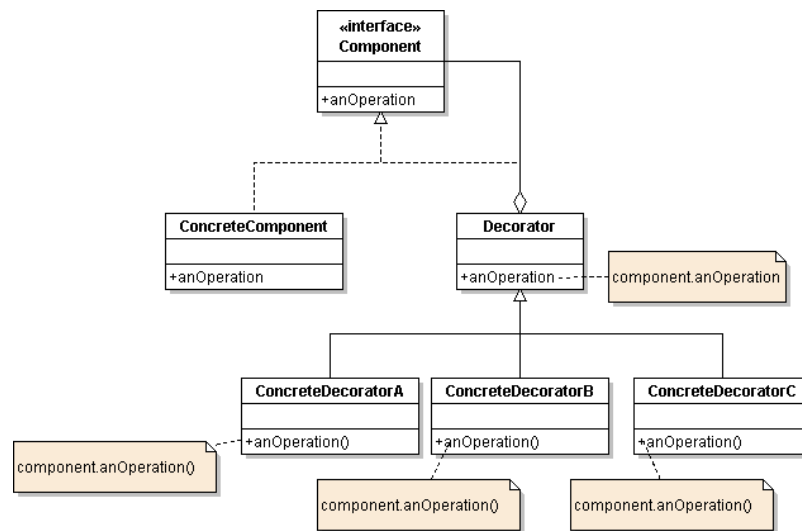 «interface»
Component
+anOperation
ConcreteComponent
+anOperation
Decorator
+anOperation
component.anOperation
ConcreteDecoratorA
+anOperation()
ConcreteDecoratorB
+anOperation()
ConcreteDecoratorC
+anOperation()
component.anOperation()
component.anOperation()
component.anOperation()